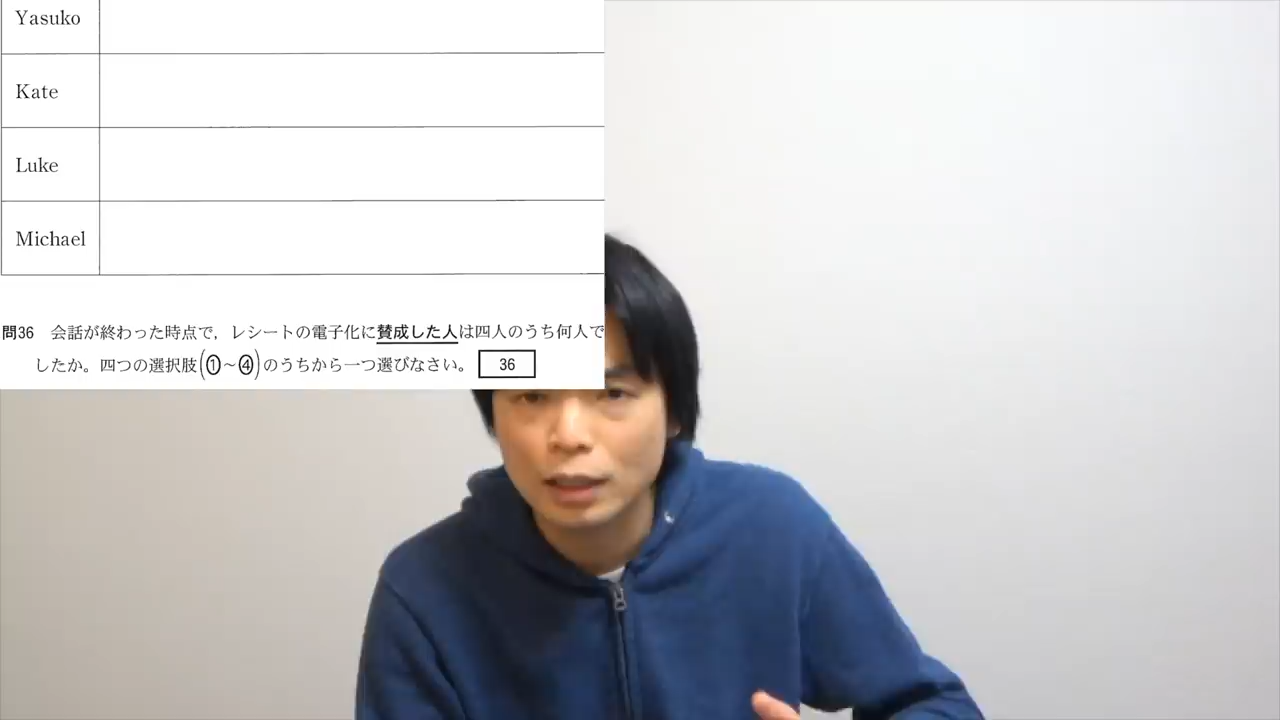 Yasuko
Kate
Luke
Michael
問36 会話が終わった時点で，レシートの電子化に賛成した人は四人のうち何人で
したか。四つの選択肢(①～④)のうちから一つ選びなさい。 36